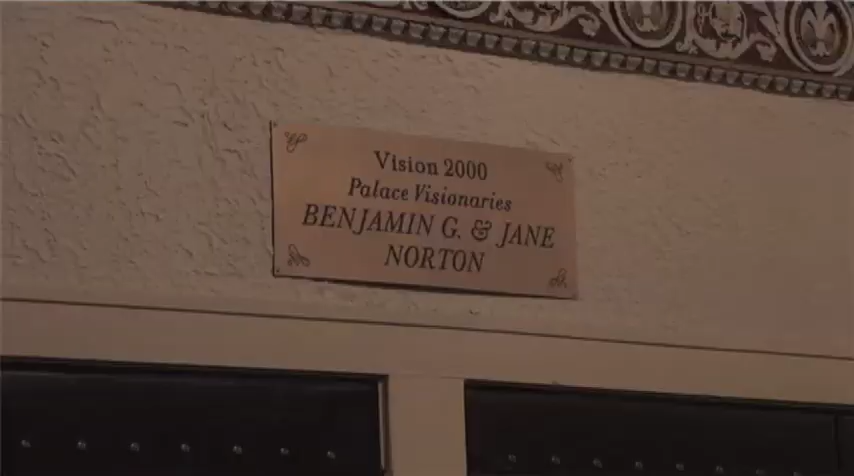 Vision 2000
Palace Visionaries
BENJAMIN G. & JANE
NORTON